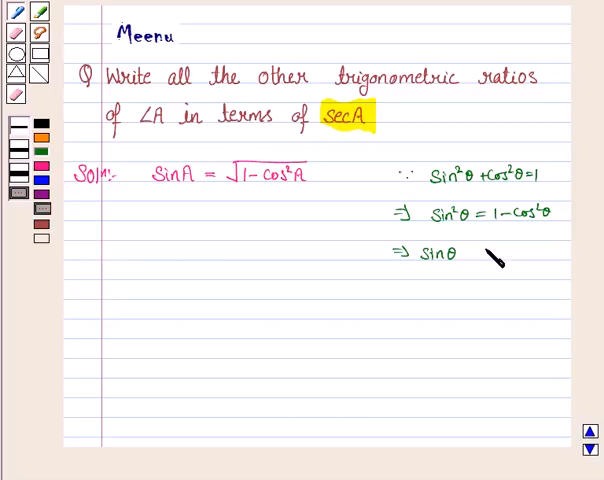 Meenu
Q Write all the other trigonometric ratios
of ∠A in terms of secA
Soln:- SinA = √1-Cos²A ∵ Sin²θ+Cos²θ=1
⇒ Sin²θ = 1-Cos²θ
⇒ Sinθ